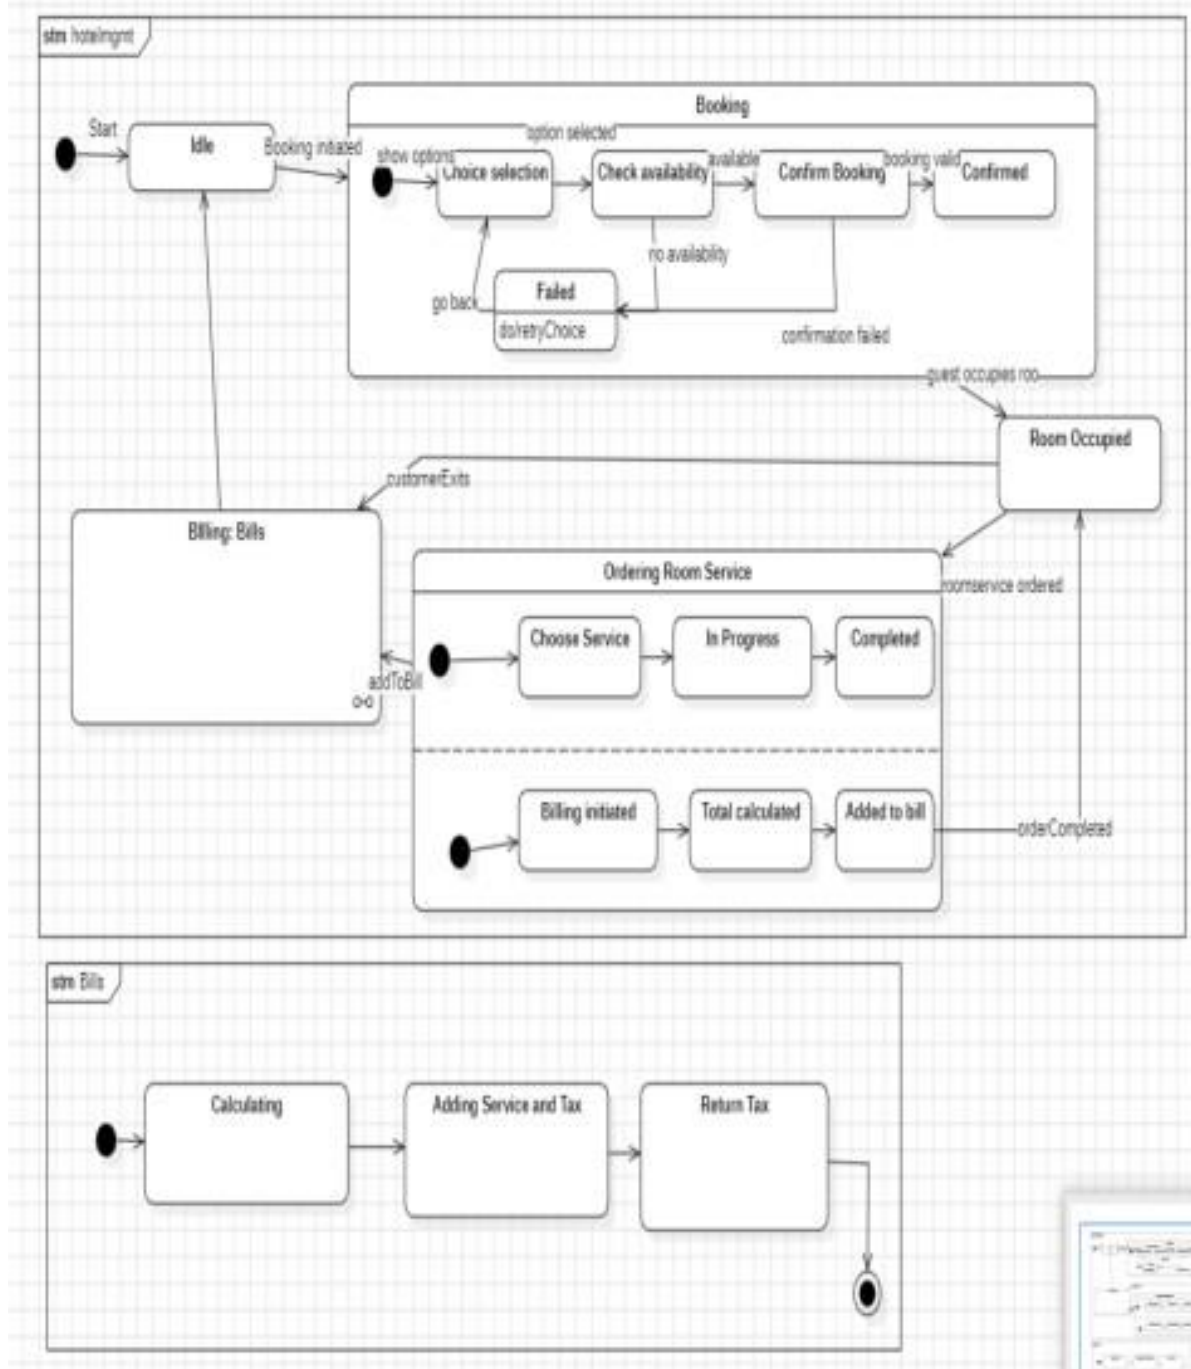 stm hotelmgmt
Start
Idle
Booking initiated
Booking
option selected
show options
Choice selection
Check availability
available
Confirm Booking
booking valid
Confirmed
no availability
go back
Failed
do/retryChoice
confirmation failed
guest occupies roo
Room Occupied
customerExits
BIlling: Bills
Ordering Room Service
roomservice ordered
Choose Service
In Progress
Completed
addToBill
Billing initiated
Total calculated
Added to bill
orderCompleted
stm Bills
Calculating
Adding Service and Tax
Return Tax